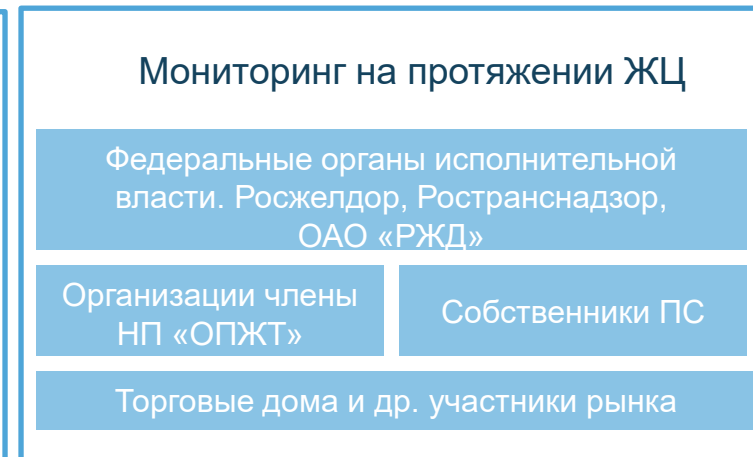 Мониторинг на протяжении ЖЦ
Федеральные органы исполнительной
власти. Росжелдор, Ространснадзор,
ОАО «РЖД»
Организации члены
НП «ОПЖТ»
Собственники ПС
Торговые дома и др. участники рынка